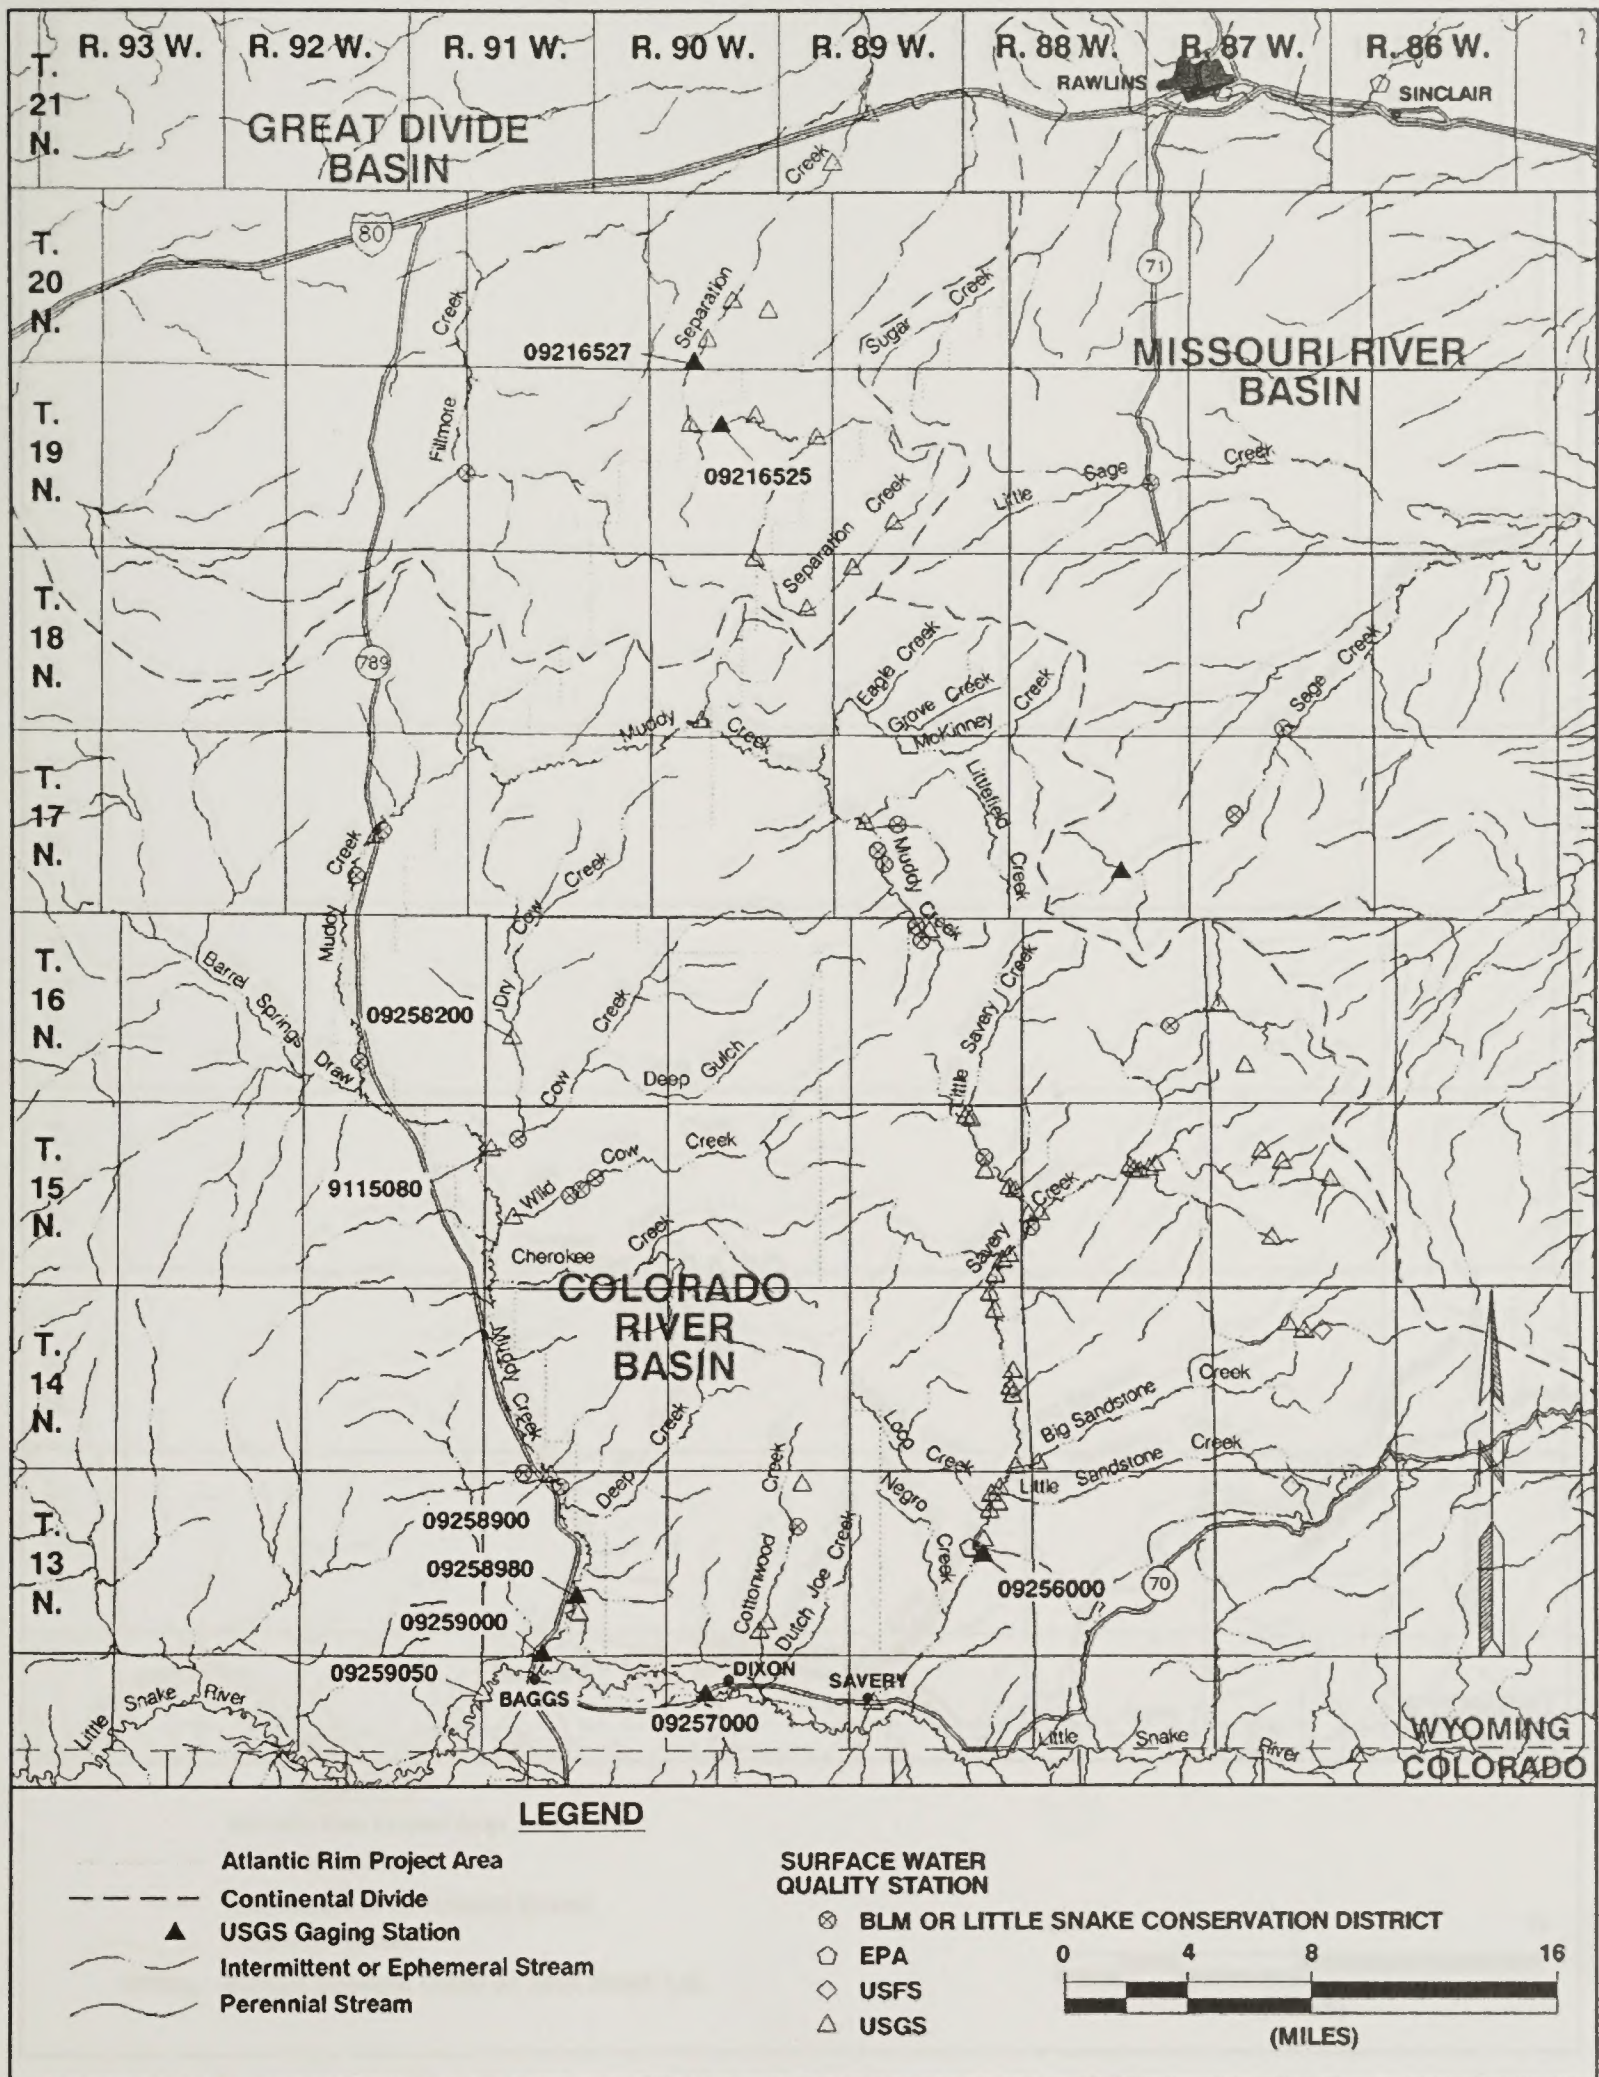 R. 93 W. R. 92 W. R. 91 W. R. 90 W. R. 89 W. R. 88 W. R. 87 W. R. 86 W.
T.
21
N.
RAWLINS
SINCLAIR
GREAT DIVIDE
BASIN
Creek
T.
20
N.
80
71
Creek
Separation
Sugar Creek
09216527
MISSOURI RIVER
BASIN
T.
19
N.
Fillmore
09216525
Creek
Little Sage Creek
Separation
T.
18
N.
789
Eagle Creek
Grove Creek
McKinney Creek
Sage Creek
Muddy Creek
T.
17
N.
Littlefield
Creek
Creek
Muddy
Creek
Cow Creek
Muddy
T.
16
N.
Barrel Springs
Draw
09258200
Dry
Creek
Cow
Deep Gulch
Little Savery Creek
T.
15
N.
9115080
Wild Cow Creek
Cherokee Creek
Savery Creek
COLORADO
RIVER
BASIN
T.
14
N.
Muddy
Creek
Deep Creek
Creek
Loco Creek
Big Sandstone Creek
Little Sandstone Creek
Negro
Creek
T.
13
N.
09258900
09258980
09259000
09259050
Cottonwood
Dutch Joe Creek
09256000
70
BAGGS
DIXON
SAVERY
09257000
Little Snake River
Little Snake River
WYOMING
COLORADO
LEGEND
Atlantic Rim Project Area
Continental Divide
USGS Gaging Station
Intermittent or Ephemeral Stream
Perennial Stream
SURFACE WATER
QUALITY STATION
BLM OR LITTLE SNAKE CONSERVATION DISTRICT
EPA
USFS
USGS
0 4 8 16
(MILES)